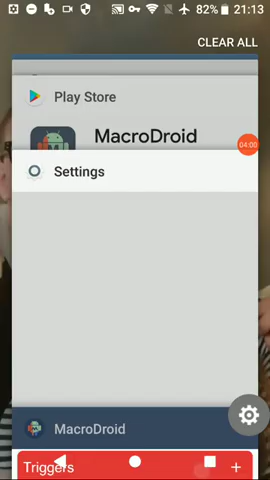 82% 21:13
CLEAR ALL
Play Store
MacroDroid
04:00
Settings
MacroDroid
Triggers